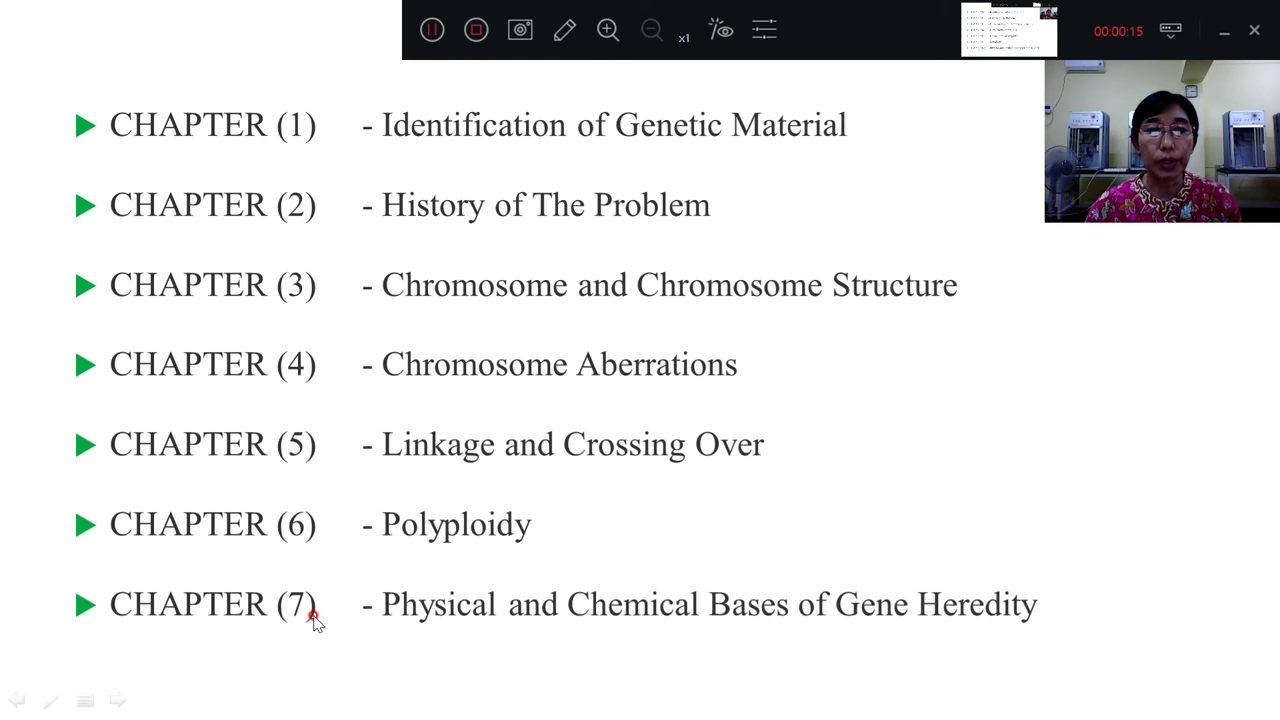 x1
00:00:15
CHAPTER (1) - Identification of Genetic Material
CHAPTER (2) - History of The Problem
CHAPTER (3) - Chromosome and Chromosome Structure
CHAPTER (4) - Chromosome Aberrations
CHAPTER (5) - Linkage and Crossing Over
CHAPTER (6) - Polyploidy
CHAPTER (7) - Physical and Chemical Bases of Gene Heredity